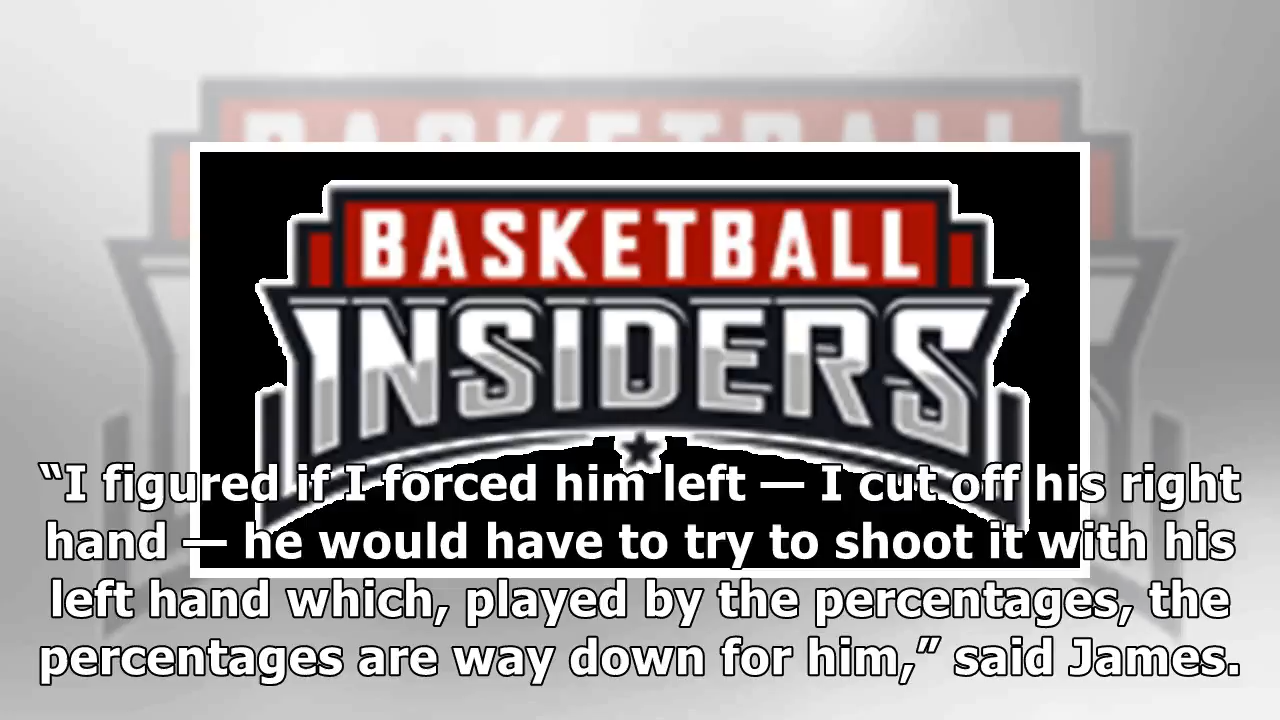 BASKETBALL
BASKETBALL
INSIDERS
“I figured if I forced him left — I cut off his right
hand — he would have to try to shoot it with his
left hand which, played by the percentages, the
percentages are way down for him,” said James.